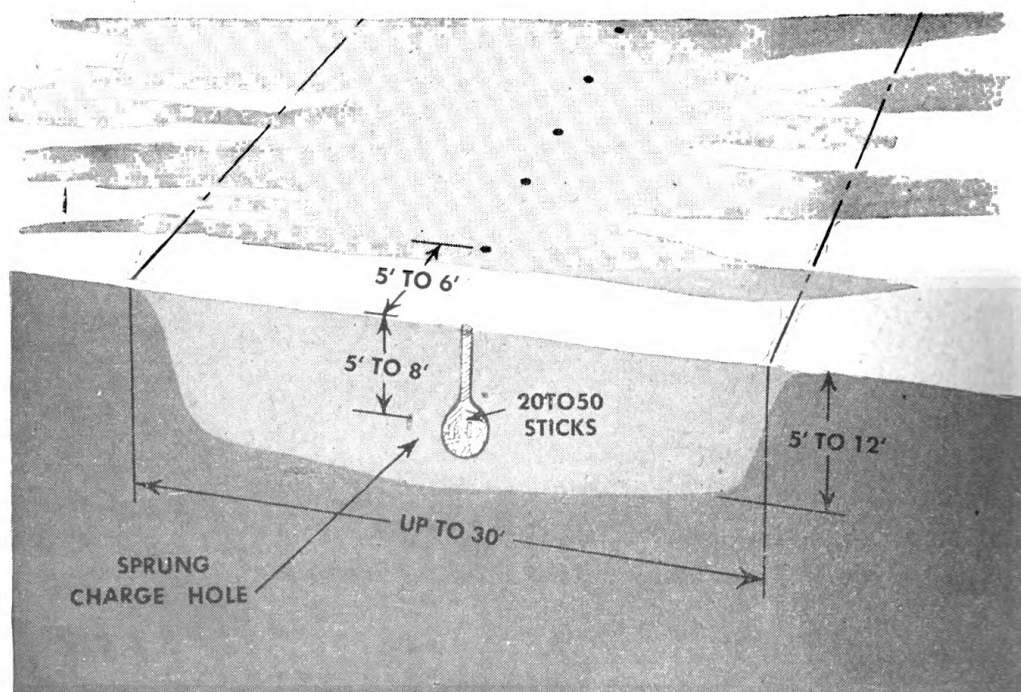 5' TO 6'
5' TO 8'
20TO50
STICKS
5' TO 12'
UP TO 30'
SPRUNG
CHARGE HOLE